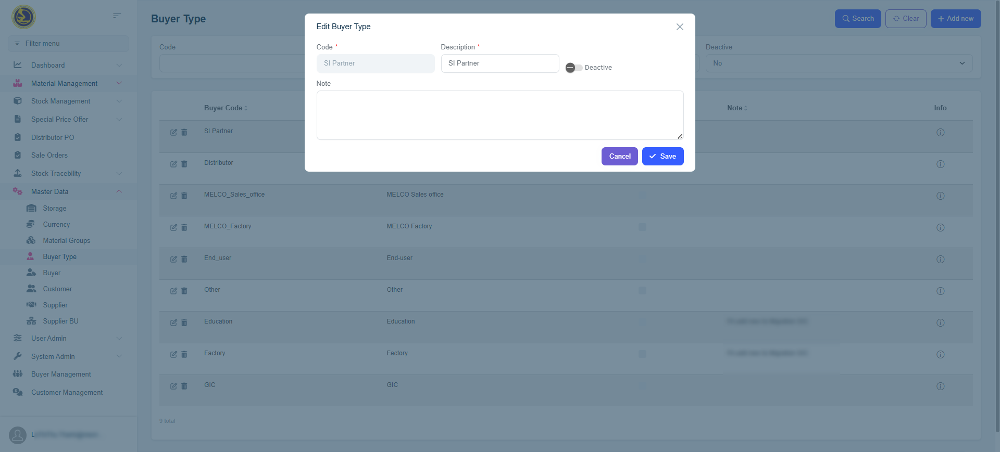 Filter menu
Dashboard
Material Management
Stock Management
Special Price Offer
Distributor PO
Sale Orders
Stock Tracebility
Master Data
Storage
Currency
Material Groups
Buyer Type
Buyer
Customer
Supplier
Supplier BU
User Admin
System Admin
Buyer Management
Customer Management
Buyer Type
Search
Clear
Add new
Code
Deactive
No
Edit Buyer Type
Code *
Description *
SI Partner
SI Partner
Deactive
Note
Cancel
Save
Buyer Code
Note
Info
SI Partner
Distributor
MELCO_Sales_office MELCO Sales office
MELCO_Factory MELCO Factory
End_user End-user
Other Other
Education Education
Factory Factory
GIC GIC
9 total